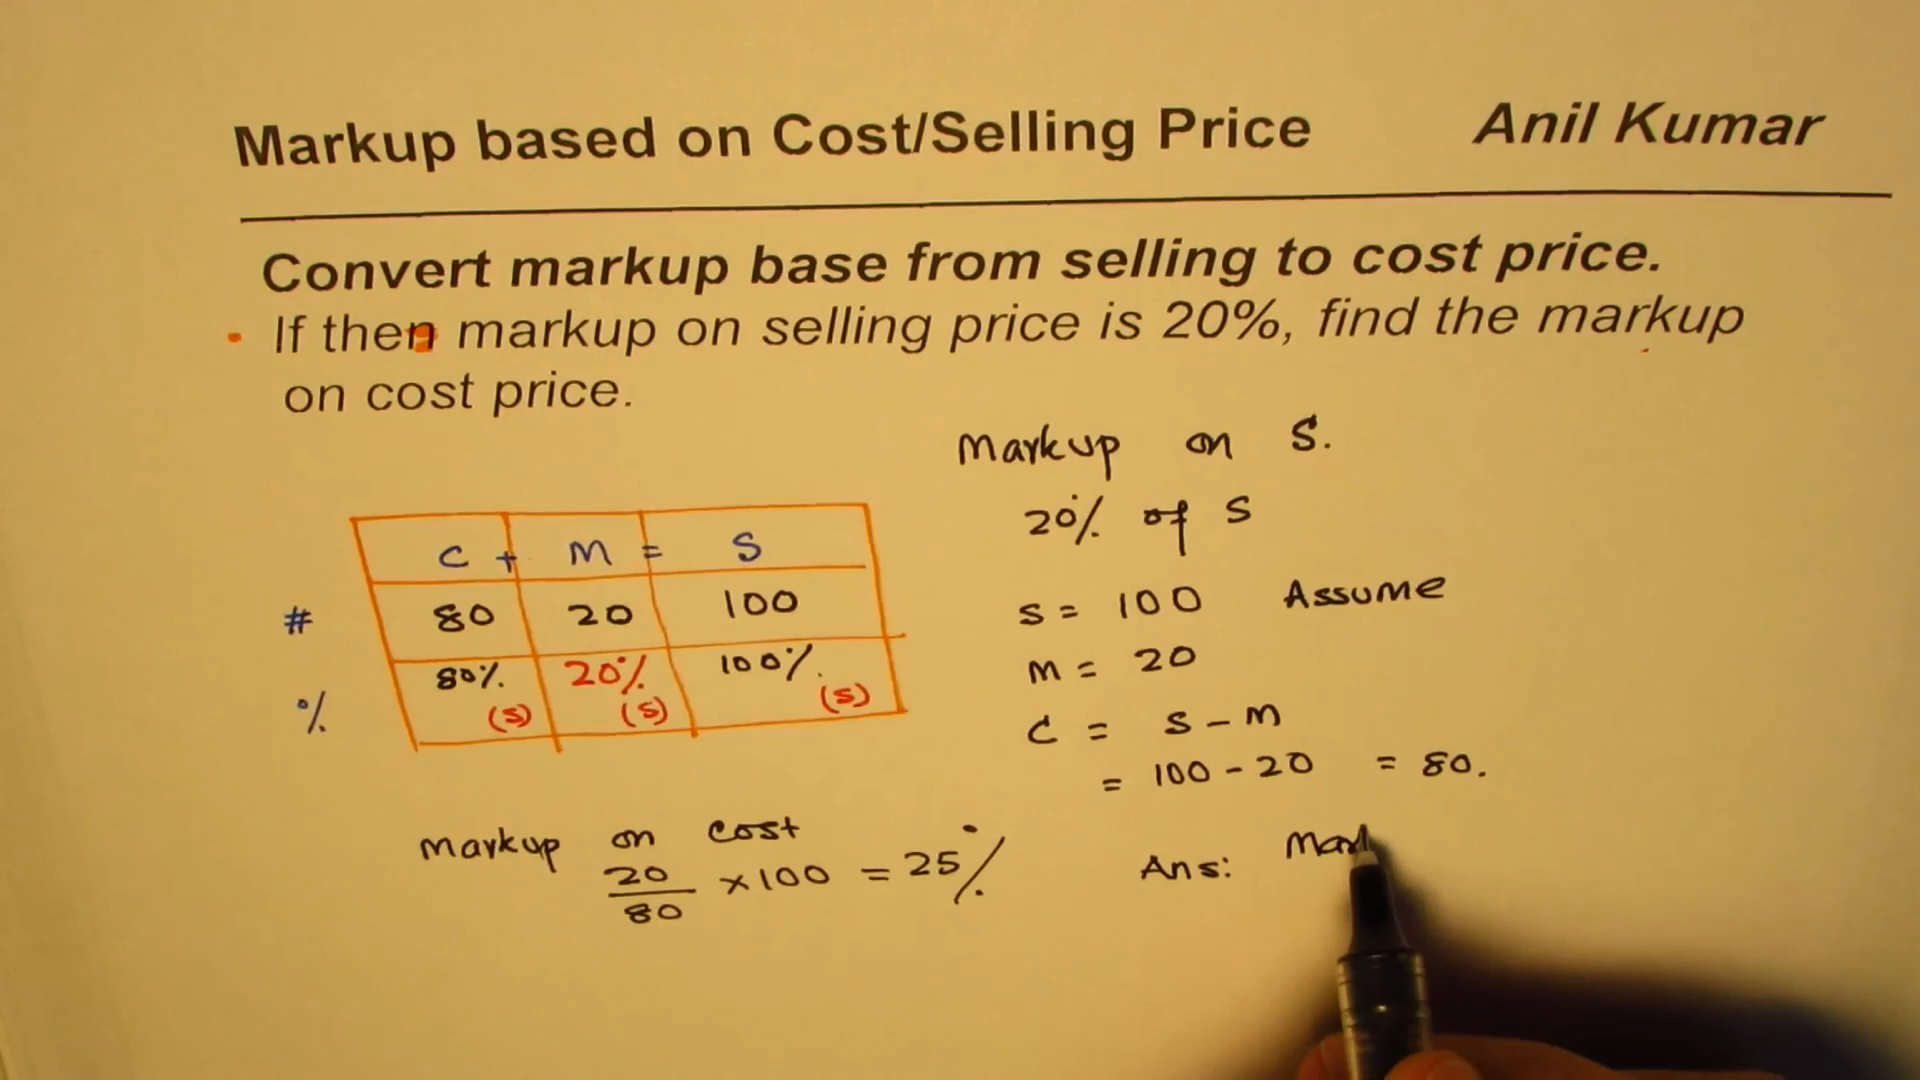 Markup based on Cost/Selling Price Anil Kumar
Convert markup base from selling to cost price.
• If then markup on selling price is 20%, find the markup
on cost price.
Markup on S.
20% of S
C + M = S
# 80 20 100
% 80% (S) 20% (S) 100% (S)
S = 100 Assume
M = 20
C = S - M
= 100 - 20 = 80.
Markup on cost
20/80 × 100 = 25%
Ans: Mar